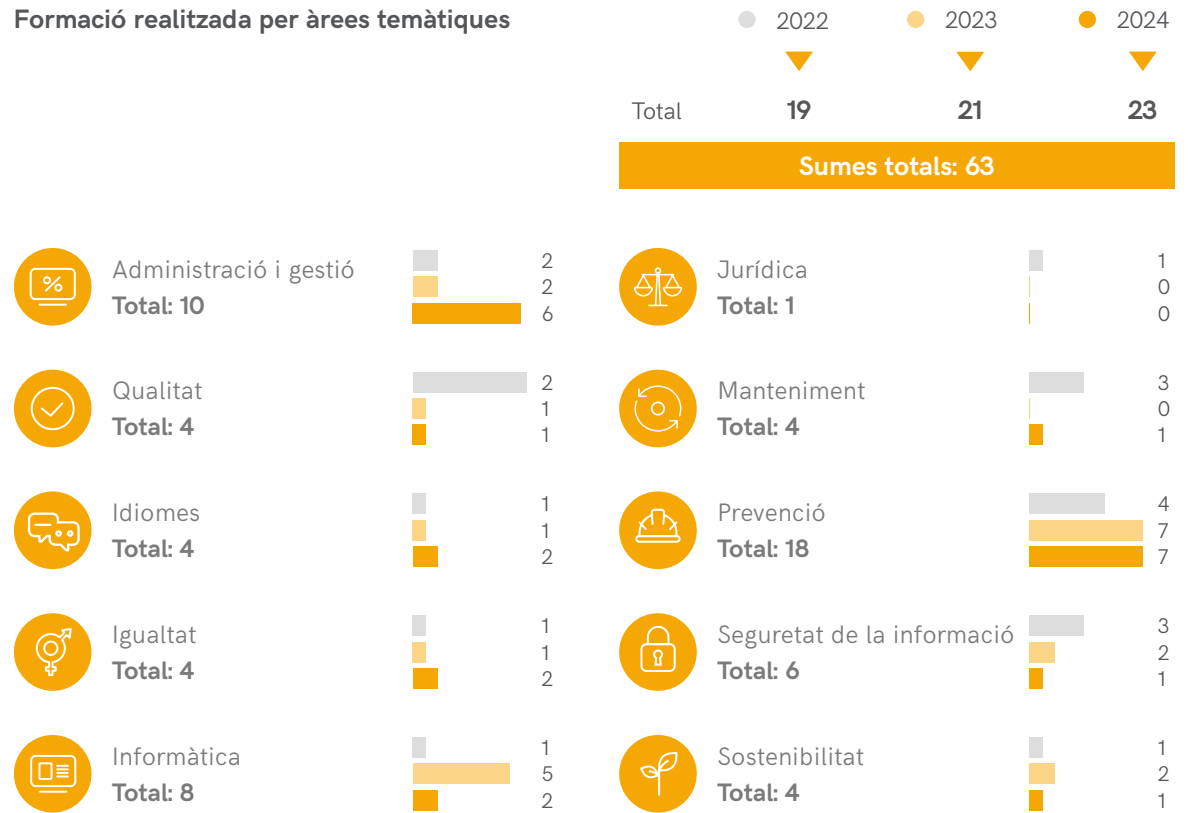 Formació realitzada per àrees temàtiques
2022 2023 2024
Total 19 21 23
Sumes totals: 63
Administració i gestió
Total: 10
2
2
6
Jurídica
Total: 1
1
0
0
Qualitat
Total: 4
2
1
1
Manteniment
Total: 4
3
0
1
Idiomes
Total: 4
1
1
2
Prevenció
Total: 18
4
7
7
Igualtat
Total: 4
1
1
2
Seguretat de la informació
Total: 6
3
2
1
Informàtica
Total: 8
1
5
2
Sostenibilitat
Total: 4
1
2
1